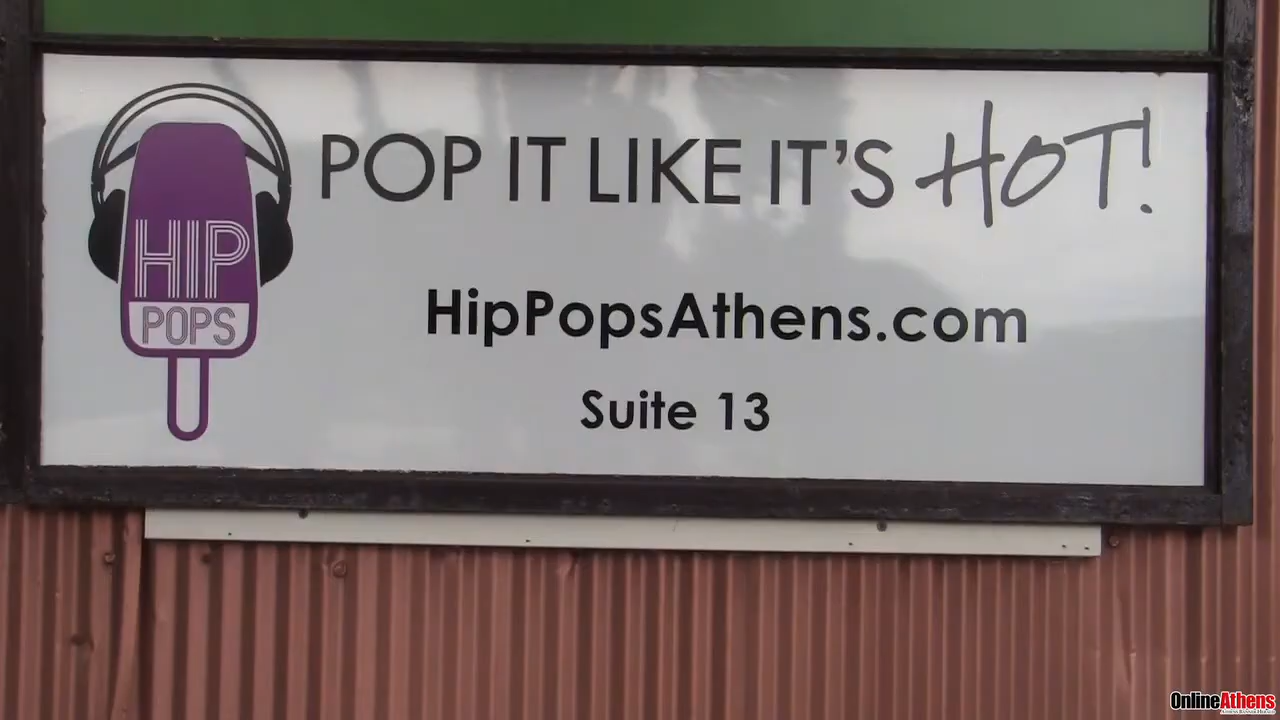 POP IT LIKE IT'S HOT!
HIP
POPS
HipPopsAthens.com
Suite 13
OnlineAthens